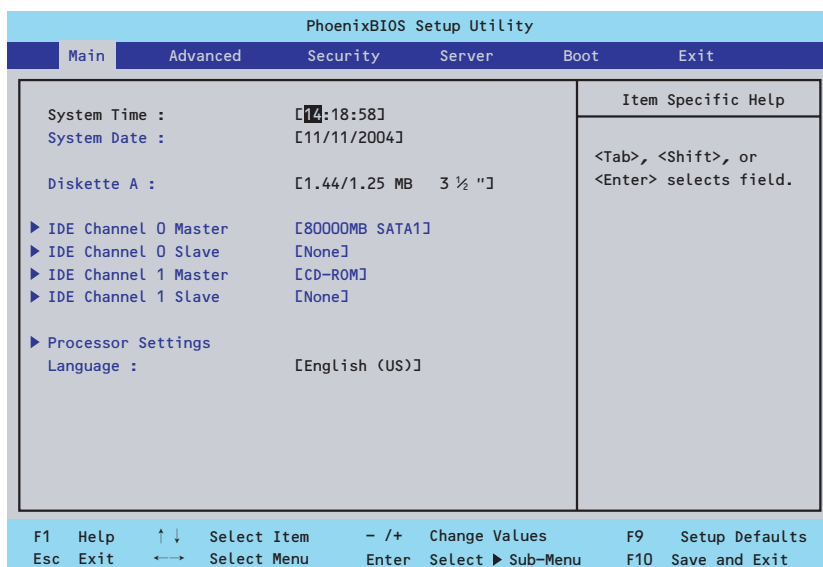 PhoenixBIOS Setup Utility
Main Advanced Security Server Boot Exit
Item Specific Help
System Time : [14:18:58]
System Date : [11/11/2004]
<Tab>, <Shift>, or
<Enter> selects field.
Diskette A : [1.44/1.25 MB 3 ½ "]
▶ IDE Channel 0 Master [80000MB SATA1]
▶ IDE Channel 0 Slave [None]
▶ IDE Channel 1 Master [CD-ROM]
▶ IDE Channel 1 Slave [None]
▶ Processor Settings
Language : [English (US)]
F1 Help ↑↓ Select Item - /+ Change Values F9 Setup Defaults
Esc Exit ←→ Select Menu Enter Select ▶ Sub-Menu F10 Save and Exit